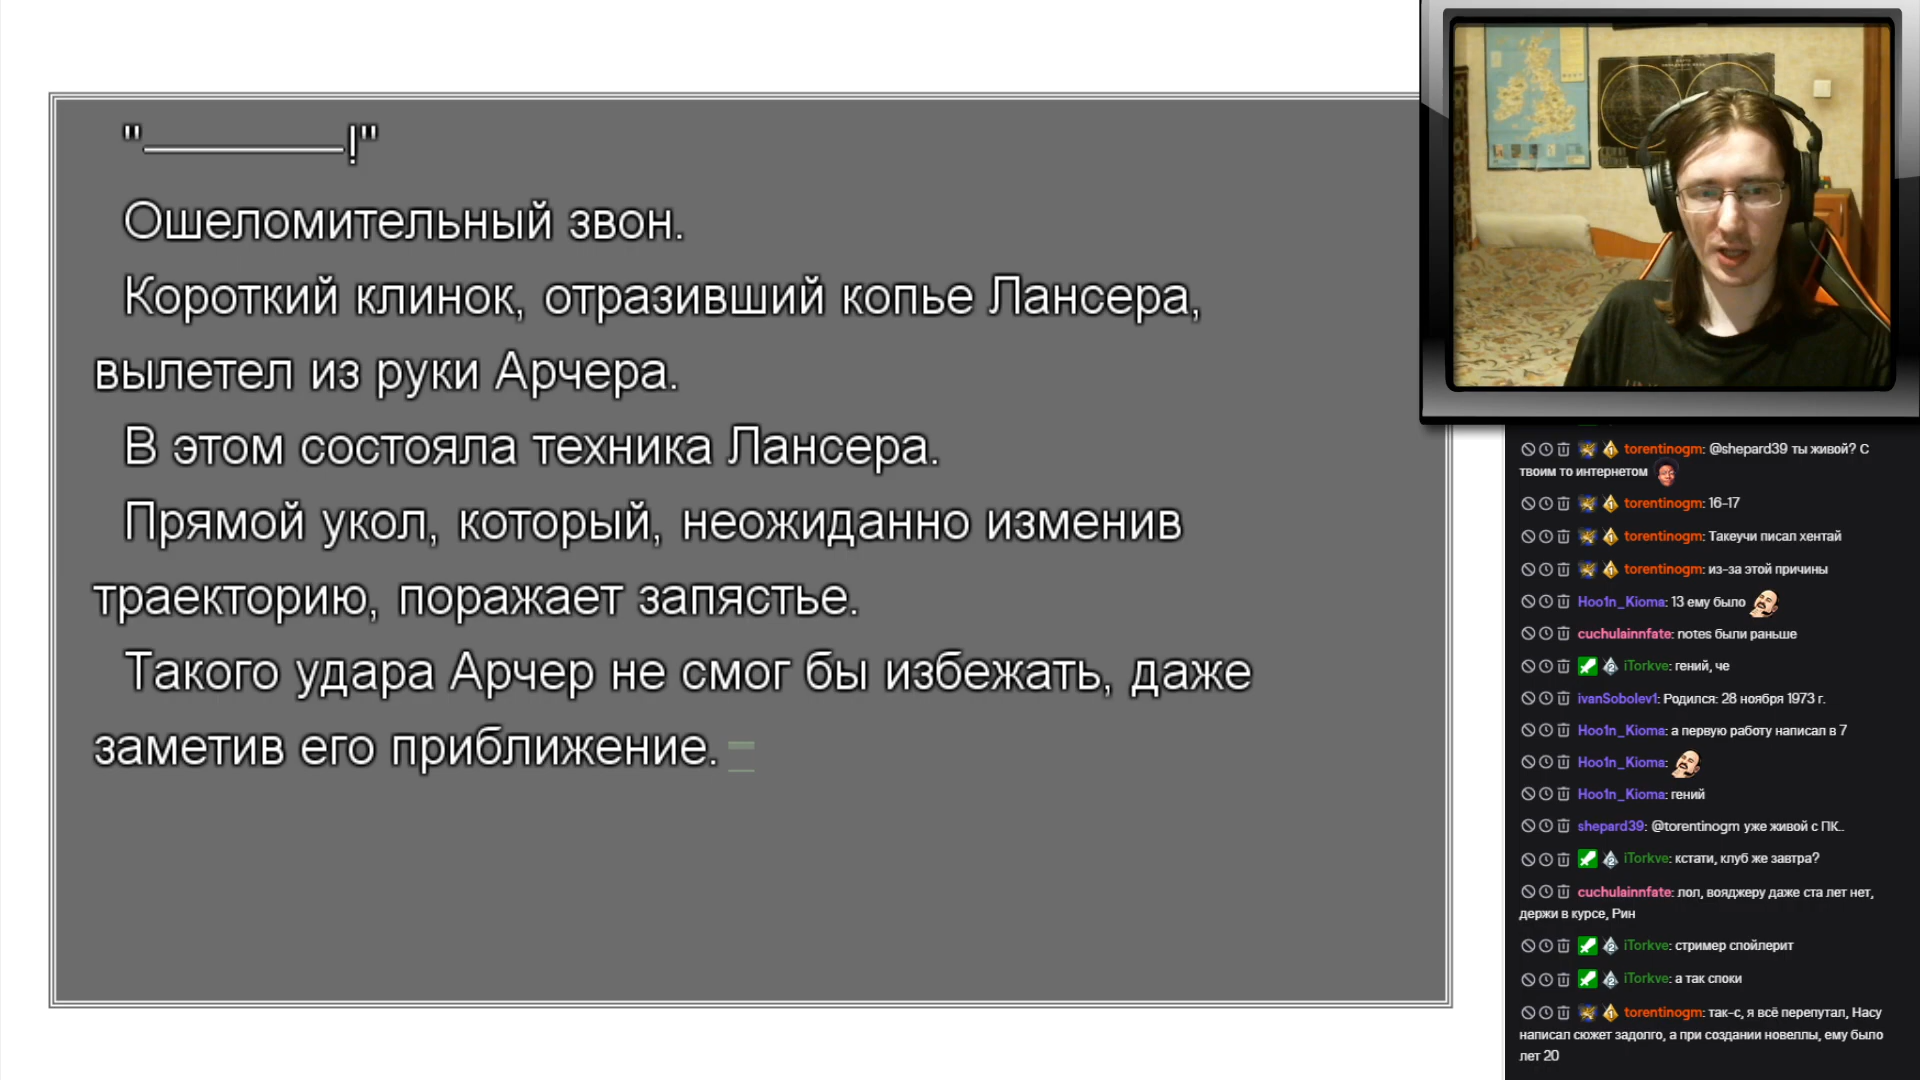 "————!"
Ошеломительный звон.
Короткий клинок, отразивший копье Лансера,
вылетел из руки Арчера.
В этом состояла техника Лансера.
Прямой укол, который, неожиданно изменив
траекторию, поражает запястье.
Такого удара Арчер не смог бы избежать, даже
заметив его приближение.
torentinogm: @shepard39 ты живой? С
твоим то интернетом
torentinogm: 16-17
torentinogm: Такеучи писал хентай
torentinogm: из-за этой причины
Hoo1n_Kioma: 13 ему было
cuchulainnfate: notes были раньше
iTorkve: гений, че
ivanSobolev1: Родился: 28 ноября 1973 г.
Hoo1n_Kioma: а первую работу написал в 7
Hoo1n_Kioma:
Hoo1n_Kioma: гений
shepard39: @torentinogm уже живой с ПК..
iTorkve: кстати, клуб же завтра?
cuchulainnfate: лол, вояджеру даже ста лет нет,
держи в курсе, Рин
iTorkve: стример спойлерит
iTorkve: а так споки
torentinogm: так-с, я всё перепутал, Насу
написал сюжет задолго, а при создании новеллы, ему было
лет 20